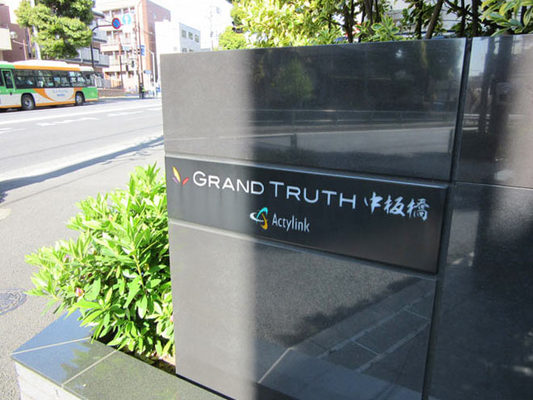 GRAND TRUTH 中板橋
Actylink